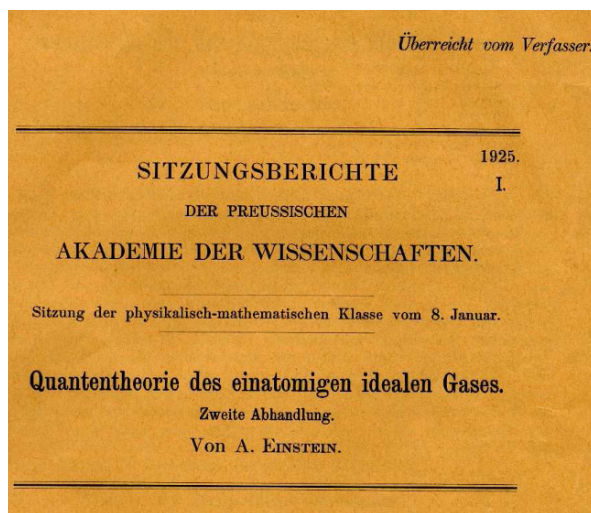 Überreicht vom Verfasser.
1925.
SITZUNGSBERICHTE
I.
DER PREUSSISCHEN
AKADEMIE DER WISSENSCHAFTEN.
Sitzung der physikalisch-mathematischen Klasse vom 8. Januar.
Quantentheorie des einatomigen idealen Gases.
Zweite Abhandlung.
Von A. EINSTEIN.